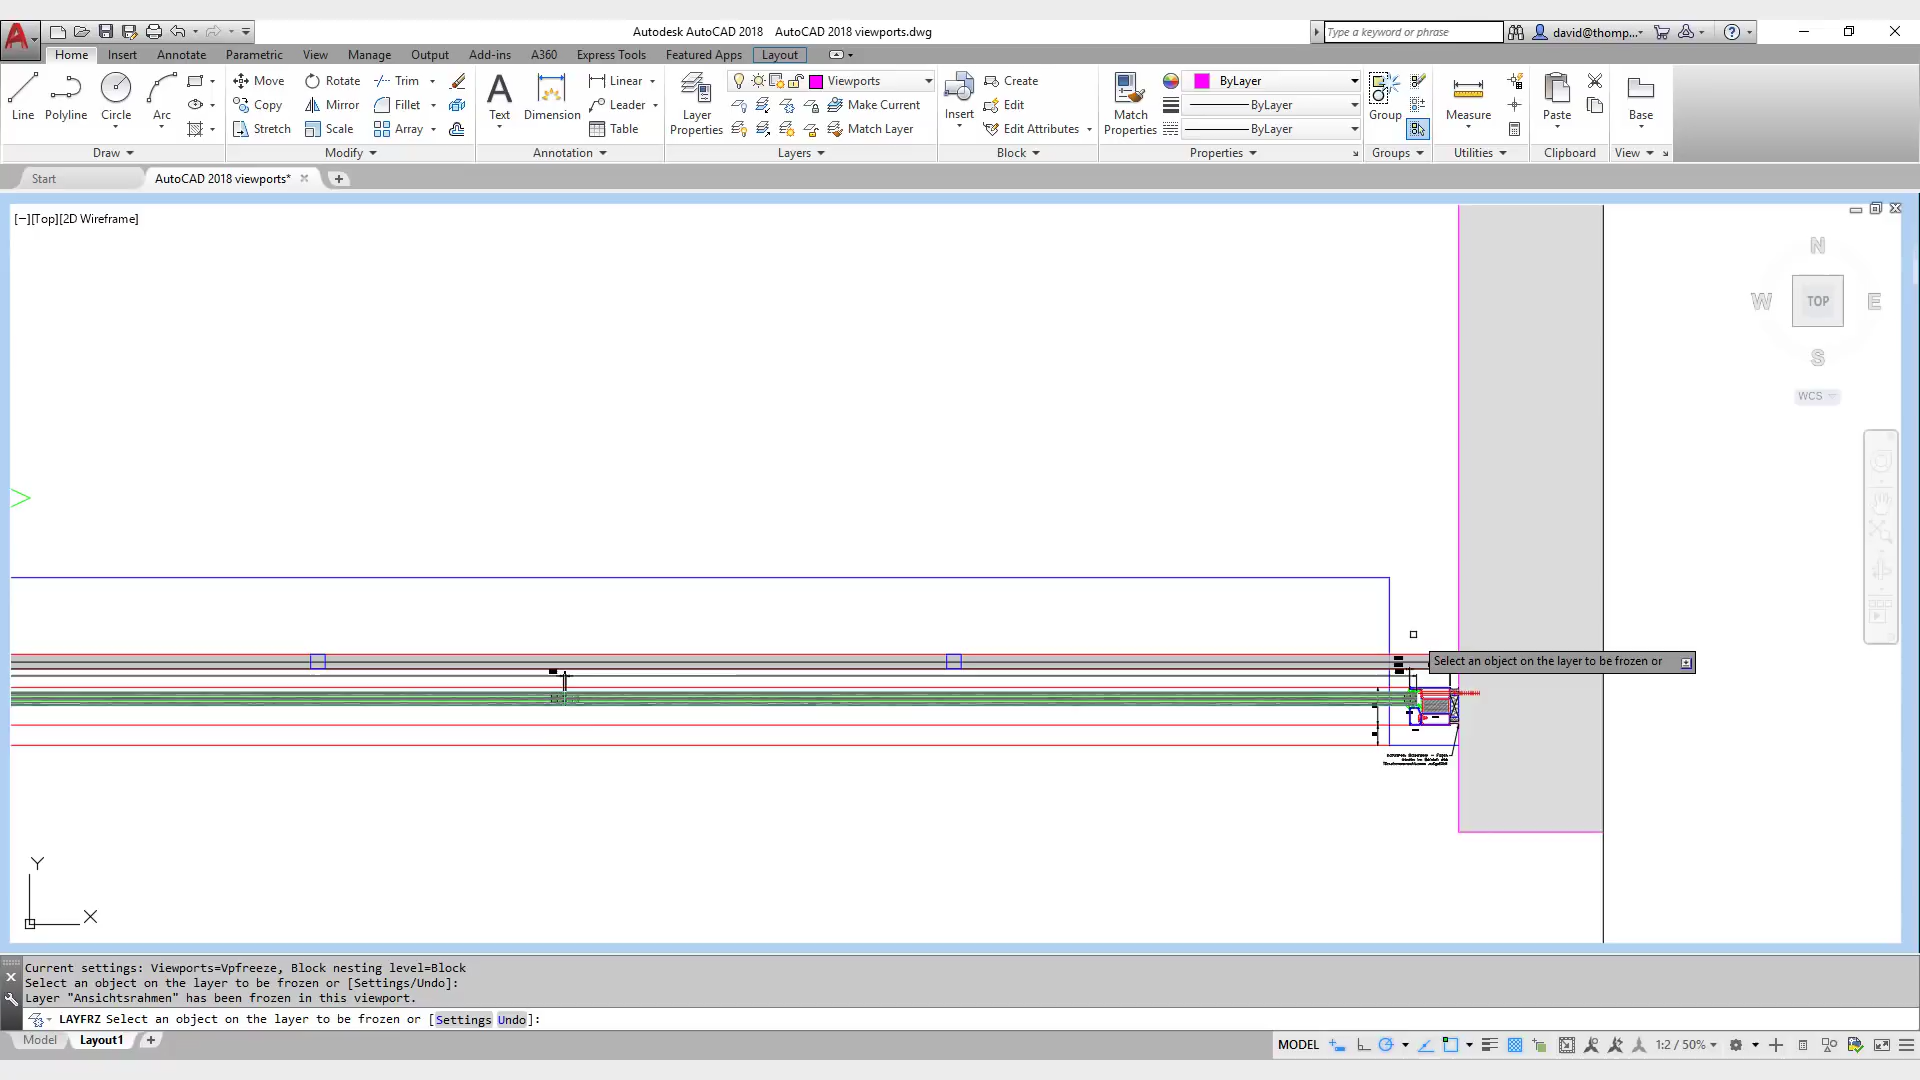 Autodesk AutoCAD 2018 AutoCAD 2018 viewports.dwg
Type a keyword or phrase
david@thomp...
Home Insert Annotate Parametric View Manage Output Add-ins A360 Express Tools Featured Apps Layout
Line Polyline Circle Arc
Move Rotate Trim
Copy Mirror Fillet
Stretch Scale Array
Text Dimension
Linear
Leader
Table
Layer Properties
Viewports
Make Current
Match Layer
Insert
Create
Edit
Edit Attributes
Match Properties
ByLayer
ByLayer
ByLayer
Group
Measure
Paste
Base
Draw Modify Annotation Layers Block Properties Groups Utilities Clipboard View
Start AutoCAD 2018 viewports*
[−][Top][2D Wireframe]
N
W TOP E
S
WCS
Select an object on the layer to be frozen or
Y
X
Current settings: Viewports=Vpfreeze, Block nesting level=Block
Select an object on the layer to be frozen or [Settings/Undo]:
Layer "Ansichtsrahmen" has been frozen in this viewport.
LAYFRZ Select an object on the layer to be frozen or [Settings Undo]:
Model Layout1
MODEL 1:2 / 50%